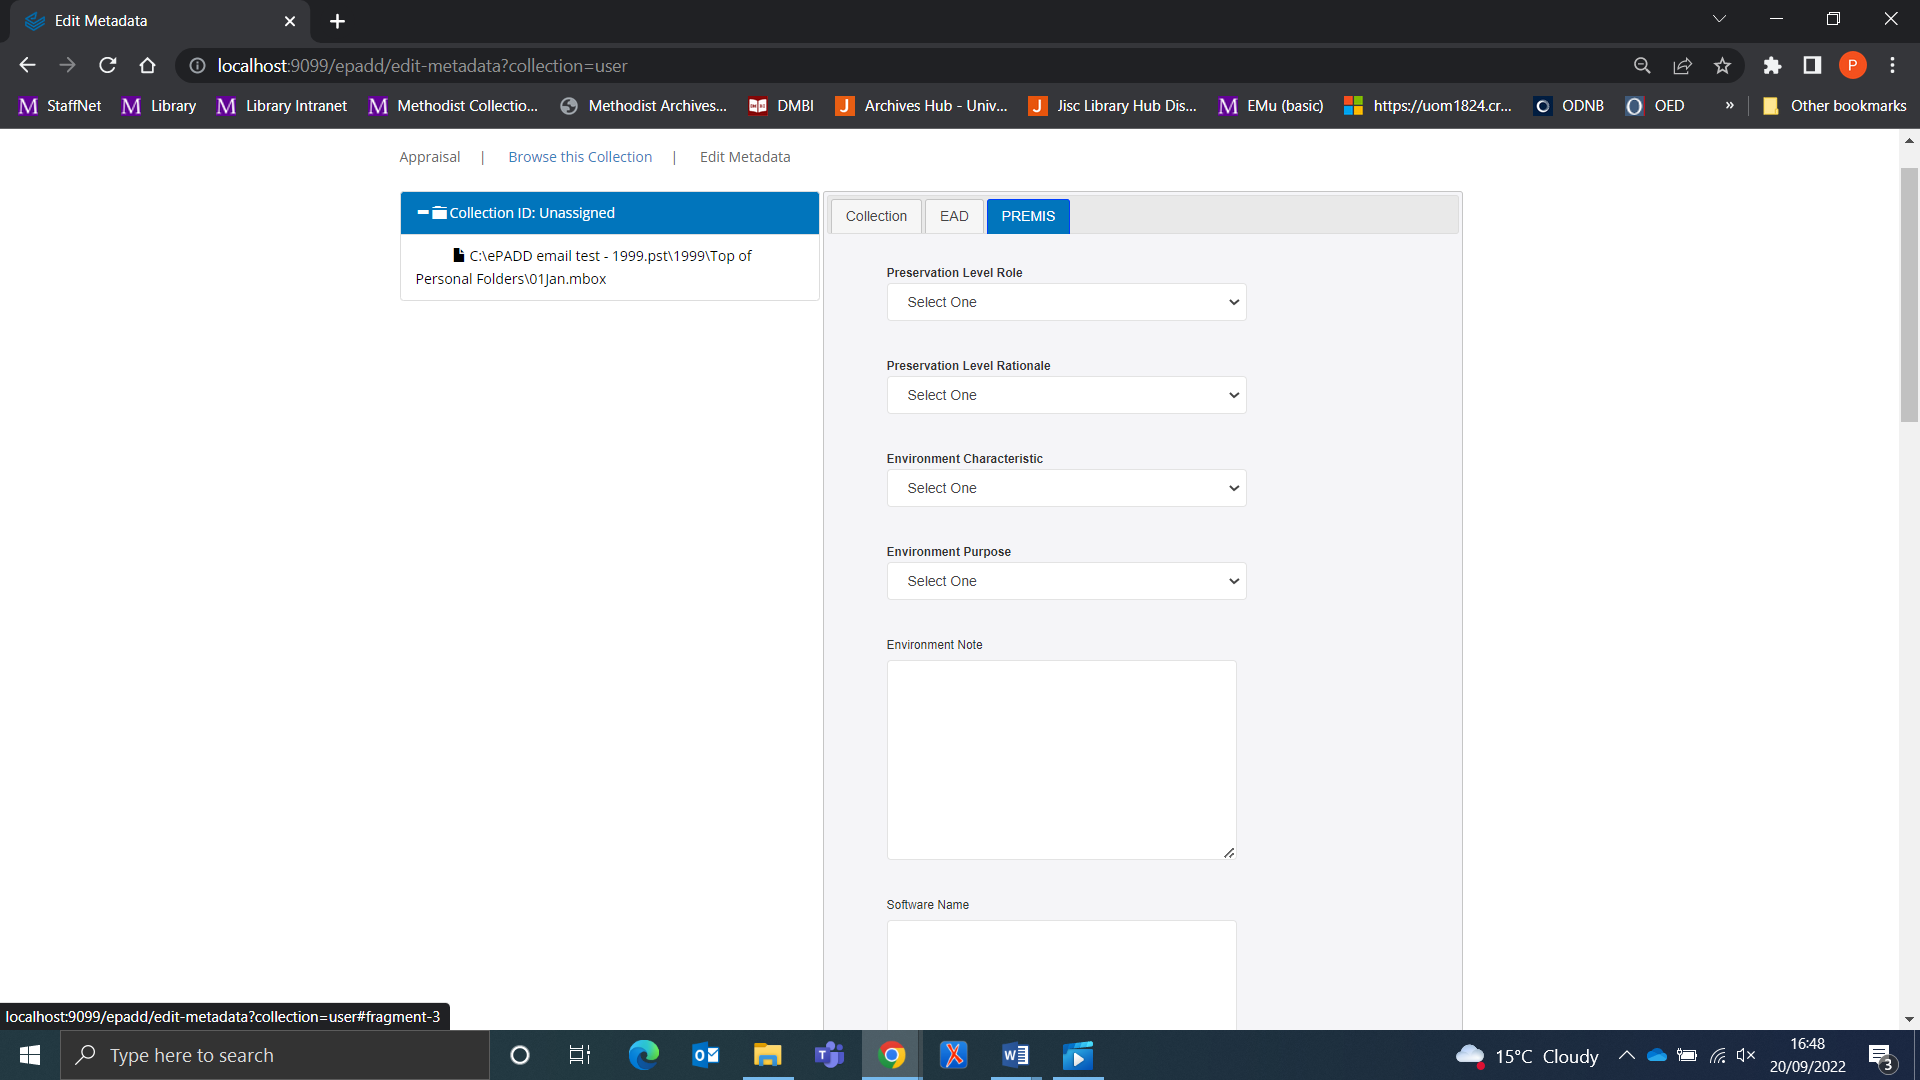 Edit Metadata
localhost:9099/epadd/edit-metadata?collection=user
P
StaffNet
Library
Library Intranet
Methodist Collectio...
Methodist Archives...
DMBI
Archives Hub - Univ...
Jisc Library Hub Dis...
EMu (basic)
https://uom1824.cr...
ODNB
OED
»
Other bookmarks
Appraisal | Browse this Collection | Edit Metadata
Collection ID: Unassigned
C:\ePADD email test - 1999.pst\1999\Top of
Personal Folders\01Jan.mbox
Collection EAD PREMIS
Preservation Level Role
Select One
Preservation Level Rationale
Select One
Environment Characteristic
Select One
Environment Purpose
Select One
Environment Note
Software Name
localhost:9099/epadd/edit-metadata?collection=user#fragment-3
Type here to search
15°C Cloudy
16:48
20/09/2022
3